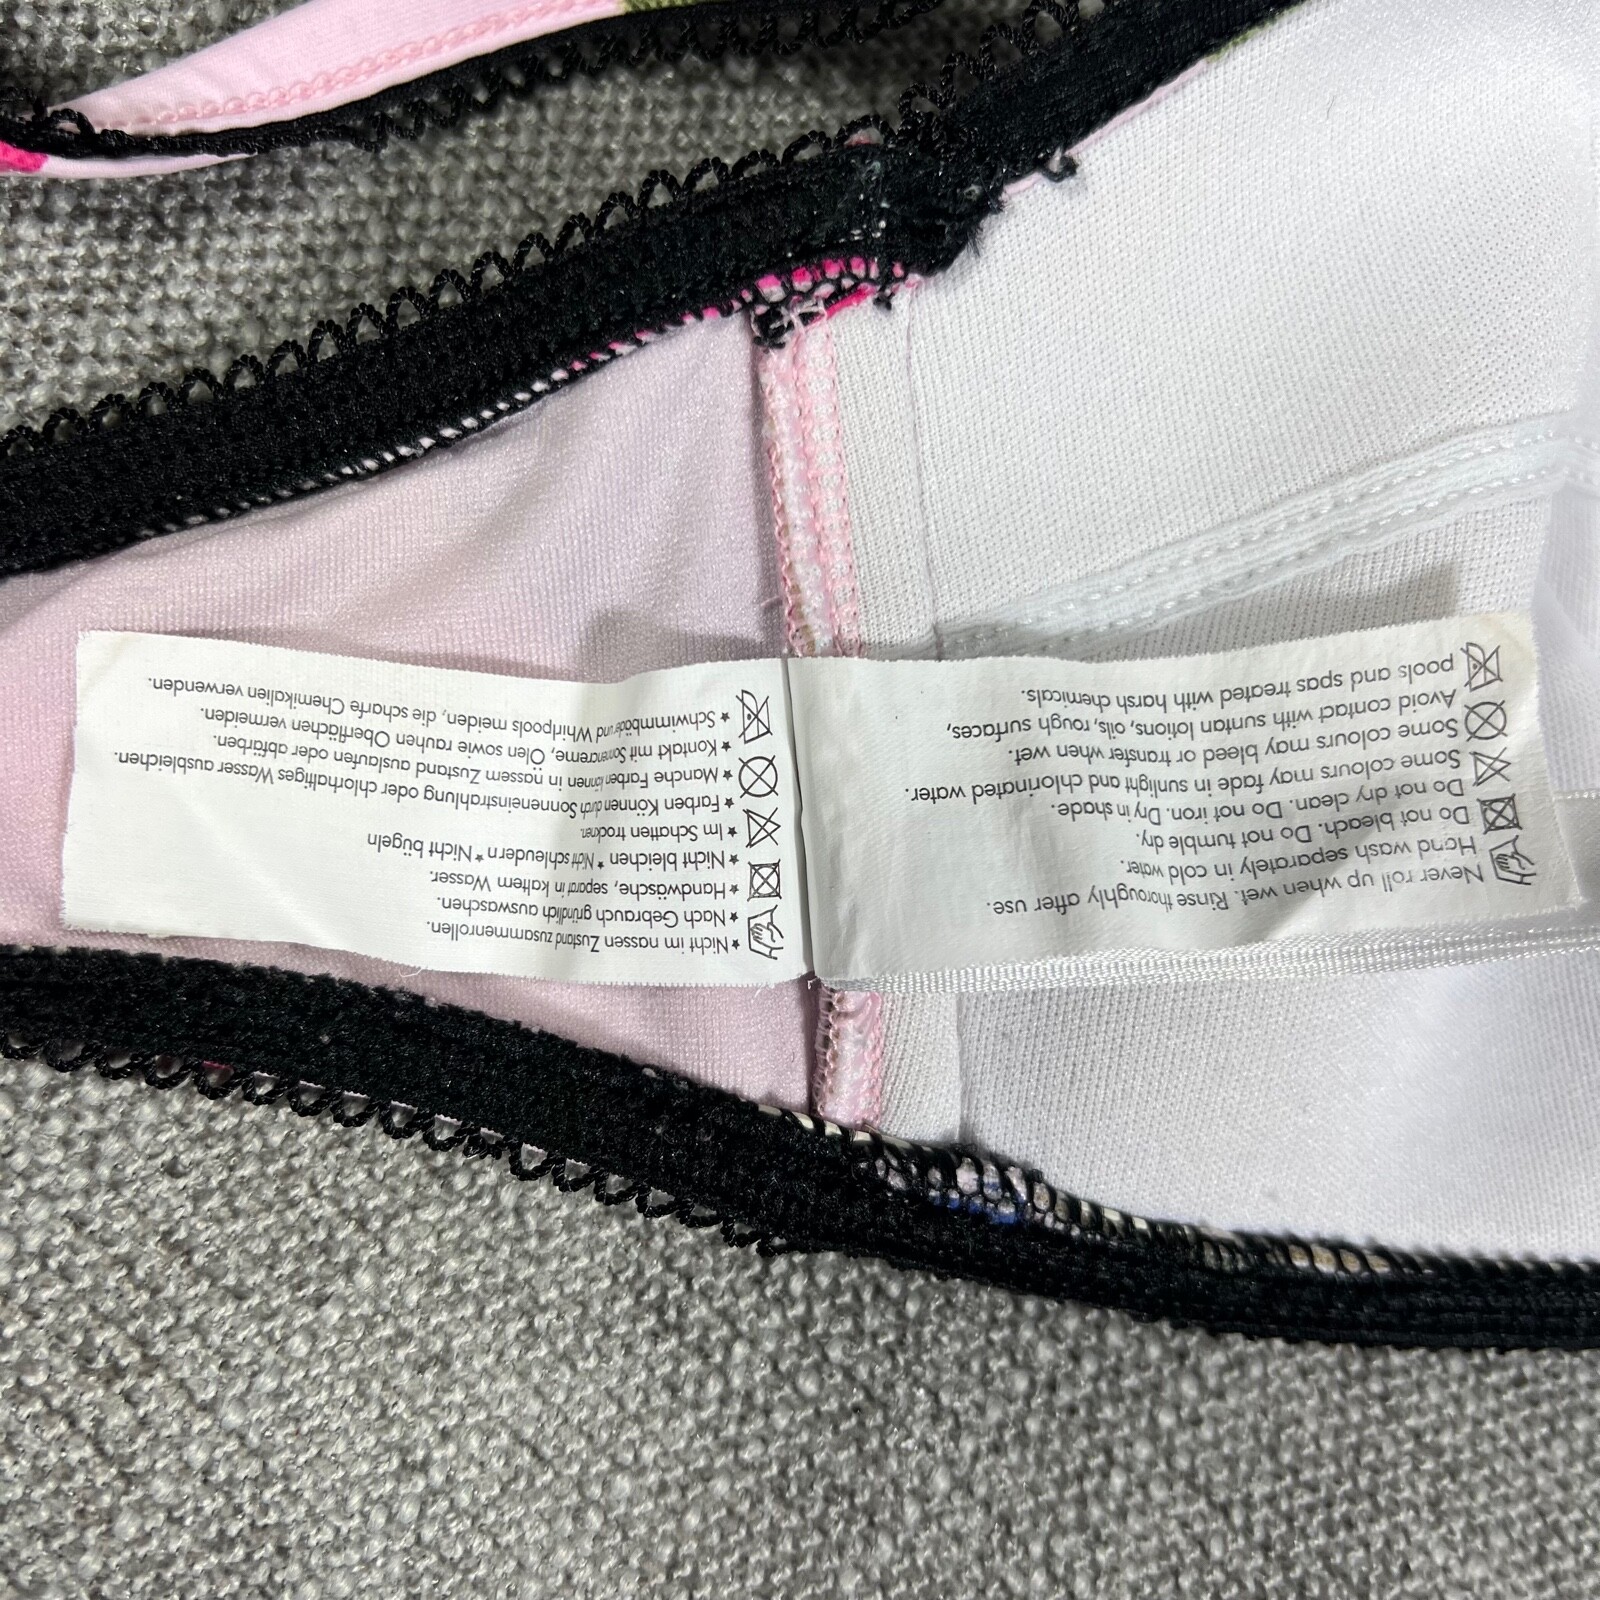 Never roll up when wet. Rinse thoroughly after use.
Hand wash separately in cold water.
Do not bleach. Do not tumble dry.
Do not dry clean. Do not iron. Dry in shade.
Some colours may fade in sunlight and chlorinated water.
Some colours may bleed or transfer when wet.
Avoid contact with suntan lotions, oils, rough surfaces,
pools and spas treated with harsh chemicals.
* Nicht im nassen Zustand zusammenrollen.
* Nach Gebrauch gründlich auswaschen.
* Handwäsche, separat in kaltem Wasser.
* Nicht bleichen * Nicht schleudern * Nicht bügeln
* Im Schatten trocknen.
* Farben Können durch Sonneneinstrahlung oder chlorhaltiges Wasser ausbleichen.
* Manche Farben können in nassem Zustand auslaufen oder abfärben.
* Kontakt mit Sonnencreme, Ölen sowie rauhen Oberflächen vermeiden.
* Schwimmbäde und Whirlpools meiden, die scharfe Chemikalien verwenden.